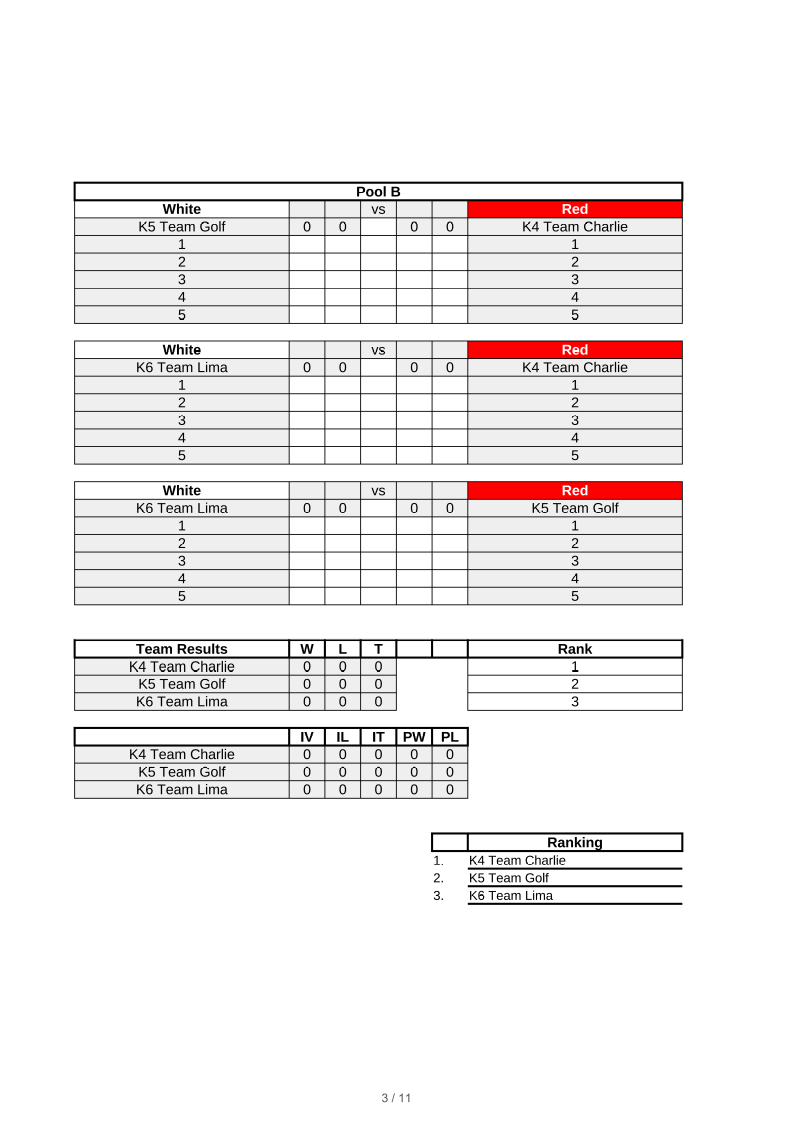 Pool B
White vs Red
K5 Team Golf 0 0 0 0 K4 Team Charlie
1 1
2 2
3 3
4 4
5 5
White vs Red
K6 Team Lima 0 0 0 0 K4 Team Charlie
1 1
2 2
3 3
4 4
5 5
White vs Red
K6 Team Lima 0 0 0 0 K5 Team Golf
1 1
2 2
3 3
4 4
5 5
Team Results W L T Rank
K4 Team Charlie 0 0 0 1
K5 Team Golf 0 0 0 2
K6 Team Lima 0 0 0 3
IV IL IT PW PL
K4 Team Charlie 0 0 0 0 0
K5 Team Golf 0 0 0 0 0
K6 Team Lima 0 0 0 0 0
Ranking
1. K4 Team Charlie
2. K5 Team Golf
3. K6 Team Lima
3 / 11